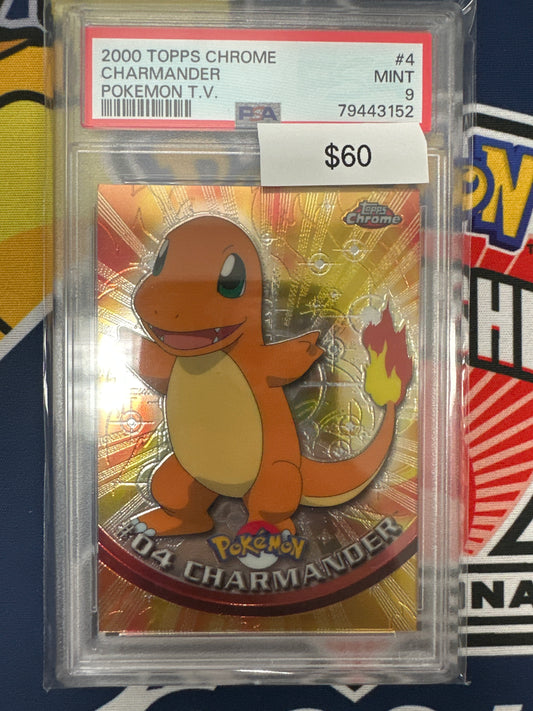 2000 TOPPS CHROME #4
CHARMANDER MINT
POKEMON T.V. PSA 9
79443152
$60
Topps
Chrome
Pokémon
#04 CHARMANDER